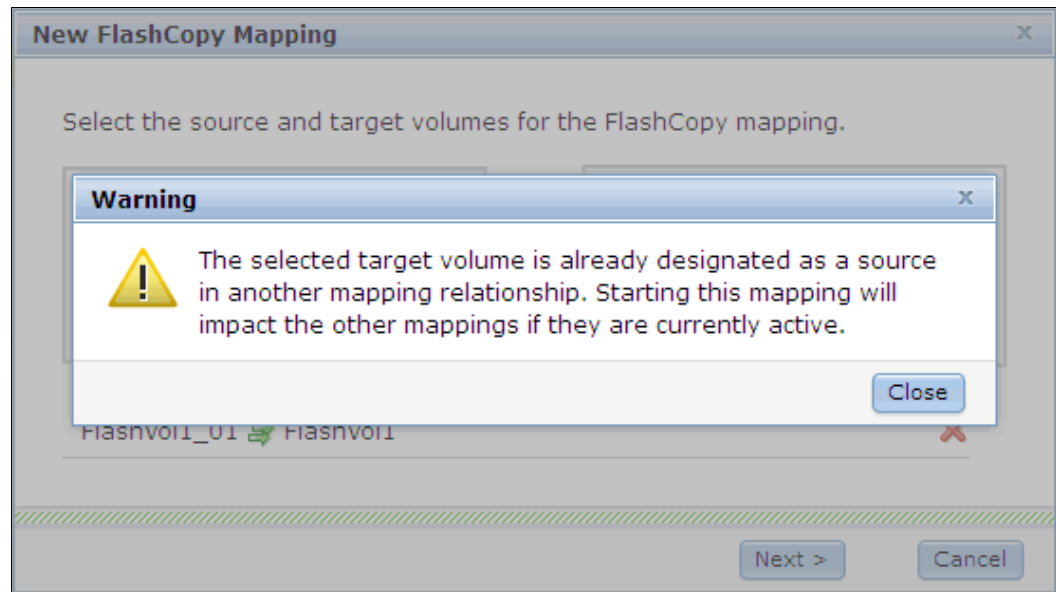 New FlashCopy Mapping x
Select the source and target volumes for the FlashCopy mapping.
Warning x
The selected target volume is already designated as a source
in another mapping relationship. Starting this mapping will
impact the other mappings if they are currently active.
Close
FlashVol1_01 FlashVol1
Next >
Cancel